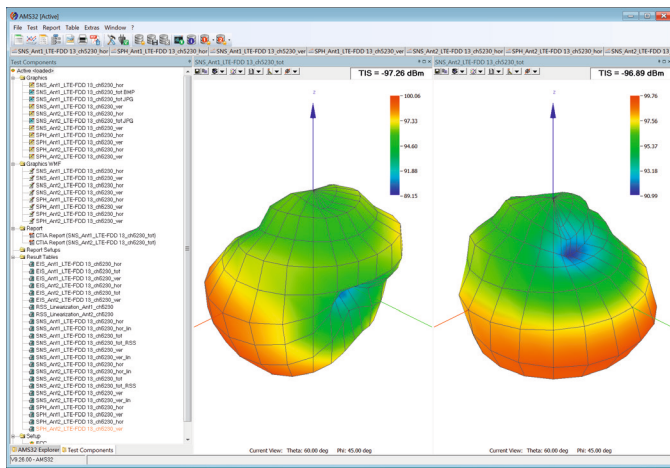 AMS32 [Active]
File Test Report Table Extras Window ?
SNS_Ant1_LTE-FDD 13_ch5230_hor SPH_Ant1_LTE-FDD 13_ch5230_hor SNS_Ant1_LTE-FDD 13_ch5230_ver SPH_Ant1_LTE-FDD 13_ch5230_ver SNS_Ant2_LTE-FDD 13_ch5230_hor SPH_Ant2_LTE-FDD 13_ch5230_hor SNS_Ant2_LTE-FDD 13
Test Components
Active <loaded>
Graphics
SNS_Ant1_LTE-FDD 13_ch5230_hor
SNS_Ant1_LTE-FDD 13_ch5230_tot BMP
SNS_Ant1_LTE-FDD 13_ch5230_tot JPG
SNS_Ant1_LTE-FDD 13_ch5230_ver
SNS_Ant2_LTE-FDD 13_ch5230_hor
SNS_Ant2_LTE-FDD 13_ch5230_tot JPG
SNS_Ant2_LTE-FDD 13_ch5230_ver
SPH_Ant1_LTE-FDD 13_ch5230_hor
SPH_Ant1_LTE-FDD 13_ch5230_ver
SPH_Ant2_LTE-FDD 13_ch5230_hor
SPH_Ant2_LTE-FDD 13_ch5230_ver
Graphics WMF
SNS_Ant1_LTE-FDD 13_ch5230_hor
SNS_Ant1_LTE-FDD 13_ch5230_ver
SNS_Ant2_LTE-FDD 13_ch5230_hor
SNS_Ant2_LTE-FDD 13_ch5230_ver
SPH_Ant1_LTE-FDD 13_ch5230_hor
SPH_Ant1_LTE-FDD 13_ch5230_ver
SPH_Ant2_LTE-FDD 13_ch5230_hor
SPH_Ant2_LTE-FDD 13_ch5230_ver
Report
CTIA Report (SNS_Ant1_LTE-FDD 13_ch5230_tot)
CTIA Report (SNS_Ant2_LTE-FDD 13_ch5230_tot)
Report Setups
Result Tables
EIS_Ant1_LTE-FDD 13_ch5230_hor
EIS_Ant1_LTE-FDD 13_ch5230_tot
EIS_Ant1_LTE-FDD 13_ch5230_ver
EIS_Ant2_LTE-FDD 13_ch5230_hor
EIS_Ant2_LTE-FDD 13_ch5230_tot
EIS_Ant2_LTE-FDD 13_ch5230_ver
RSS_Linearization_Ant1_ch5230
RSS_Linearization_Ant2_ch5230
SNS_Ant1_LTE-FDD 13_ch5230_hor
SNS_Ant1_LTE-FDD 13_ch5230_hor_lin
SNS_Ant1_LTE-FDD 13_ch5230_tot
SNS_Ant1_LTE-FDD 13_ch5230_tot_RSS
SNS_Ant1_LTE-FDD 13_ch5230_ver
SNS_Ant1_LTE-FDD 13_ch5230_ver_lin
SNS_Ant2_LTE-FDD 13_ch5230_hor
SNS_Ant2_LTE-FDD 13_ch5230_hor_lin
SNS_Ant2_LTE-FDD 13_ch5230_tot
SNS_Ant2_LTE-FDD 13_ch5230_tot_RSS
SNS_Ant2_LTE-FDD 13_ch5230_ver
SNS_Ant2_LTE-FDD 13_ch5230_ver_lin
SPH_Ant1_LTE-FDD 13_ch5230_hor
SPH_Ant1_LTE-FDD 13_ch5230_ver
SPH_Ant2_LTE-FDD 13_ch5230_hor
SPH_Ant2_LTE-FDD 13_ch5230_ver
Setup
AMS32 Explorer Test Components
V9.26.00 - AMS32
SNS_Ant1_LTE-FDD 13_ch5230_tot
TIS = -97.26 dBm
100.06
97.33
94.60
91.88
89.15
z
Current View: Theta: 60.00 deg Phi: 45.00 deg
SNS_Ant2_LTE-FDD 13_ch5230_tot
TIS = -96.89 dBm
99.76
97.56
95.37
93.18
90.99
z
Current View: Theta: 60.00 deg Phi: 45.00 deg